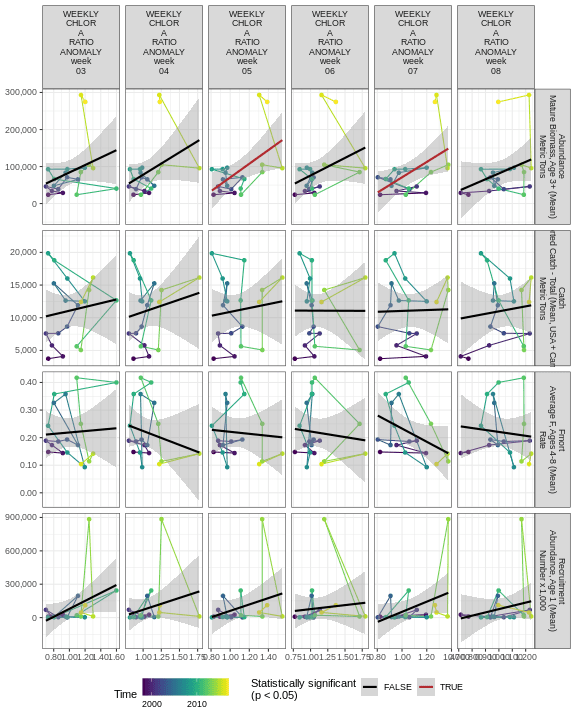 WEEKLY CHLOR A RATIO ANOMALY week 03
WEEKLY CHLOR A RATIO ANOMALY week 04
WEEKLY CHLOR A RATIO ANOMALY week 05
WEEKLY CHLOR A RATIO ANOMALY week 06
WEEKLY CHLOR A RATIO ANOMALY week 07
WEEKLY CHLOR A RATIO ANOMALY week 08
300,000
200,000
100,000
0
Abundance
Mature Biomass, Age 3+ (Mean)
Metric Tons
20,000
15,000
10,000
5,000
Catch
Catch - Total (Mean, USA + Can
Metric Tons
0.40
0.30
0.20
0.10
0.00
Fmort
Average F, Ages 4-8 (Mean)
Rate
900,000
600,000
300,000
0
Recruitment
Abundance, Age 1 (Mean)
Number x 1,000
0.80 1.00 1.20 1.40 1.60
1.00 1.25 1.50 1.75
0.80 1.00 1.20 1.40
0.75 1.00 1.25 1.50 1.75
0.80 1.00 1.20
Time
2000 2010
Statistically significant
(p < 0.05)
FALSE
TRUE